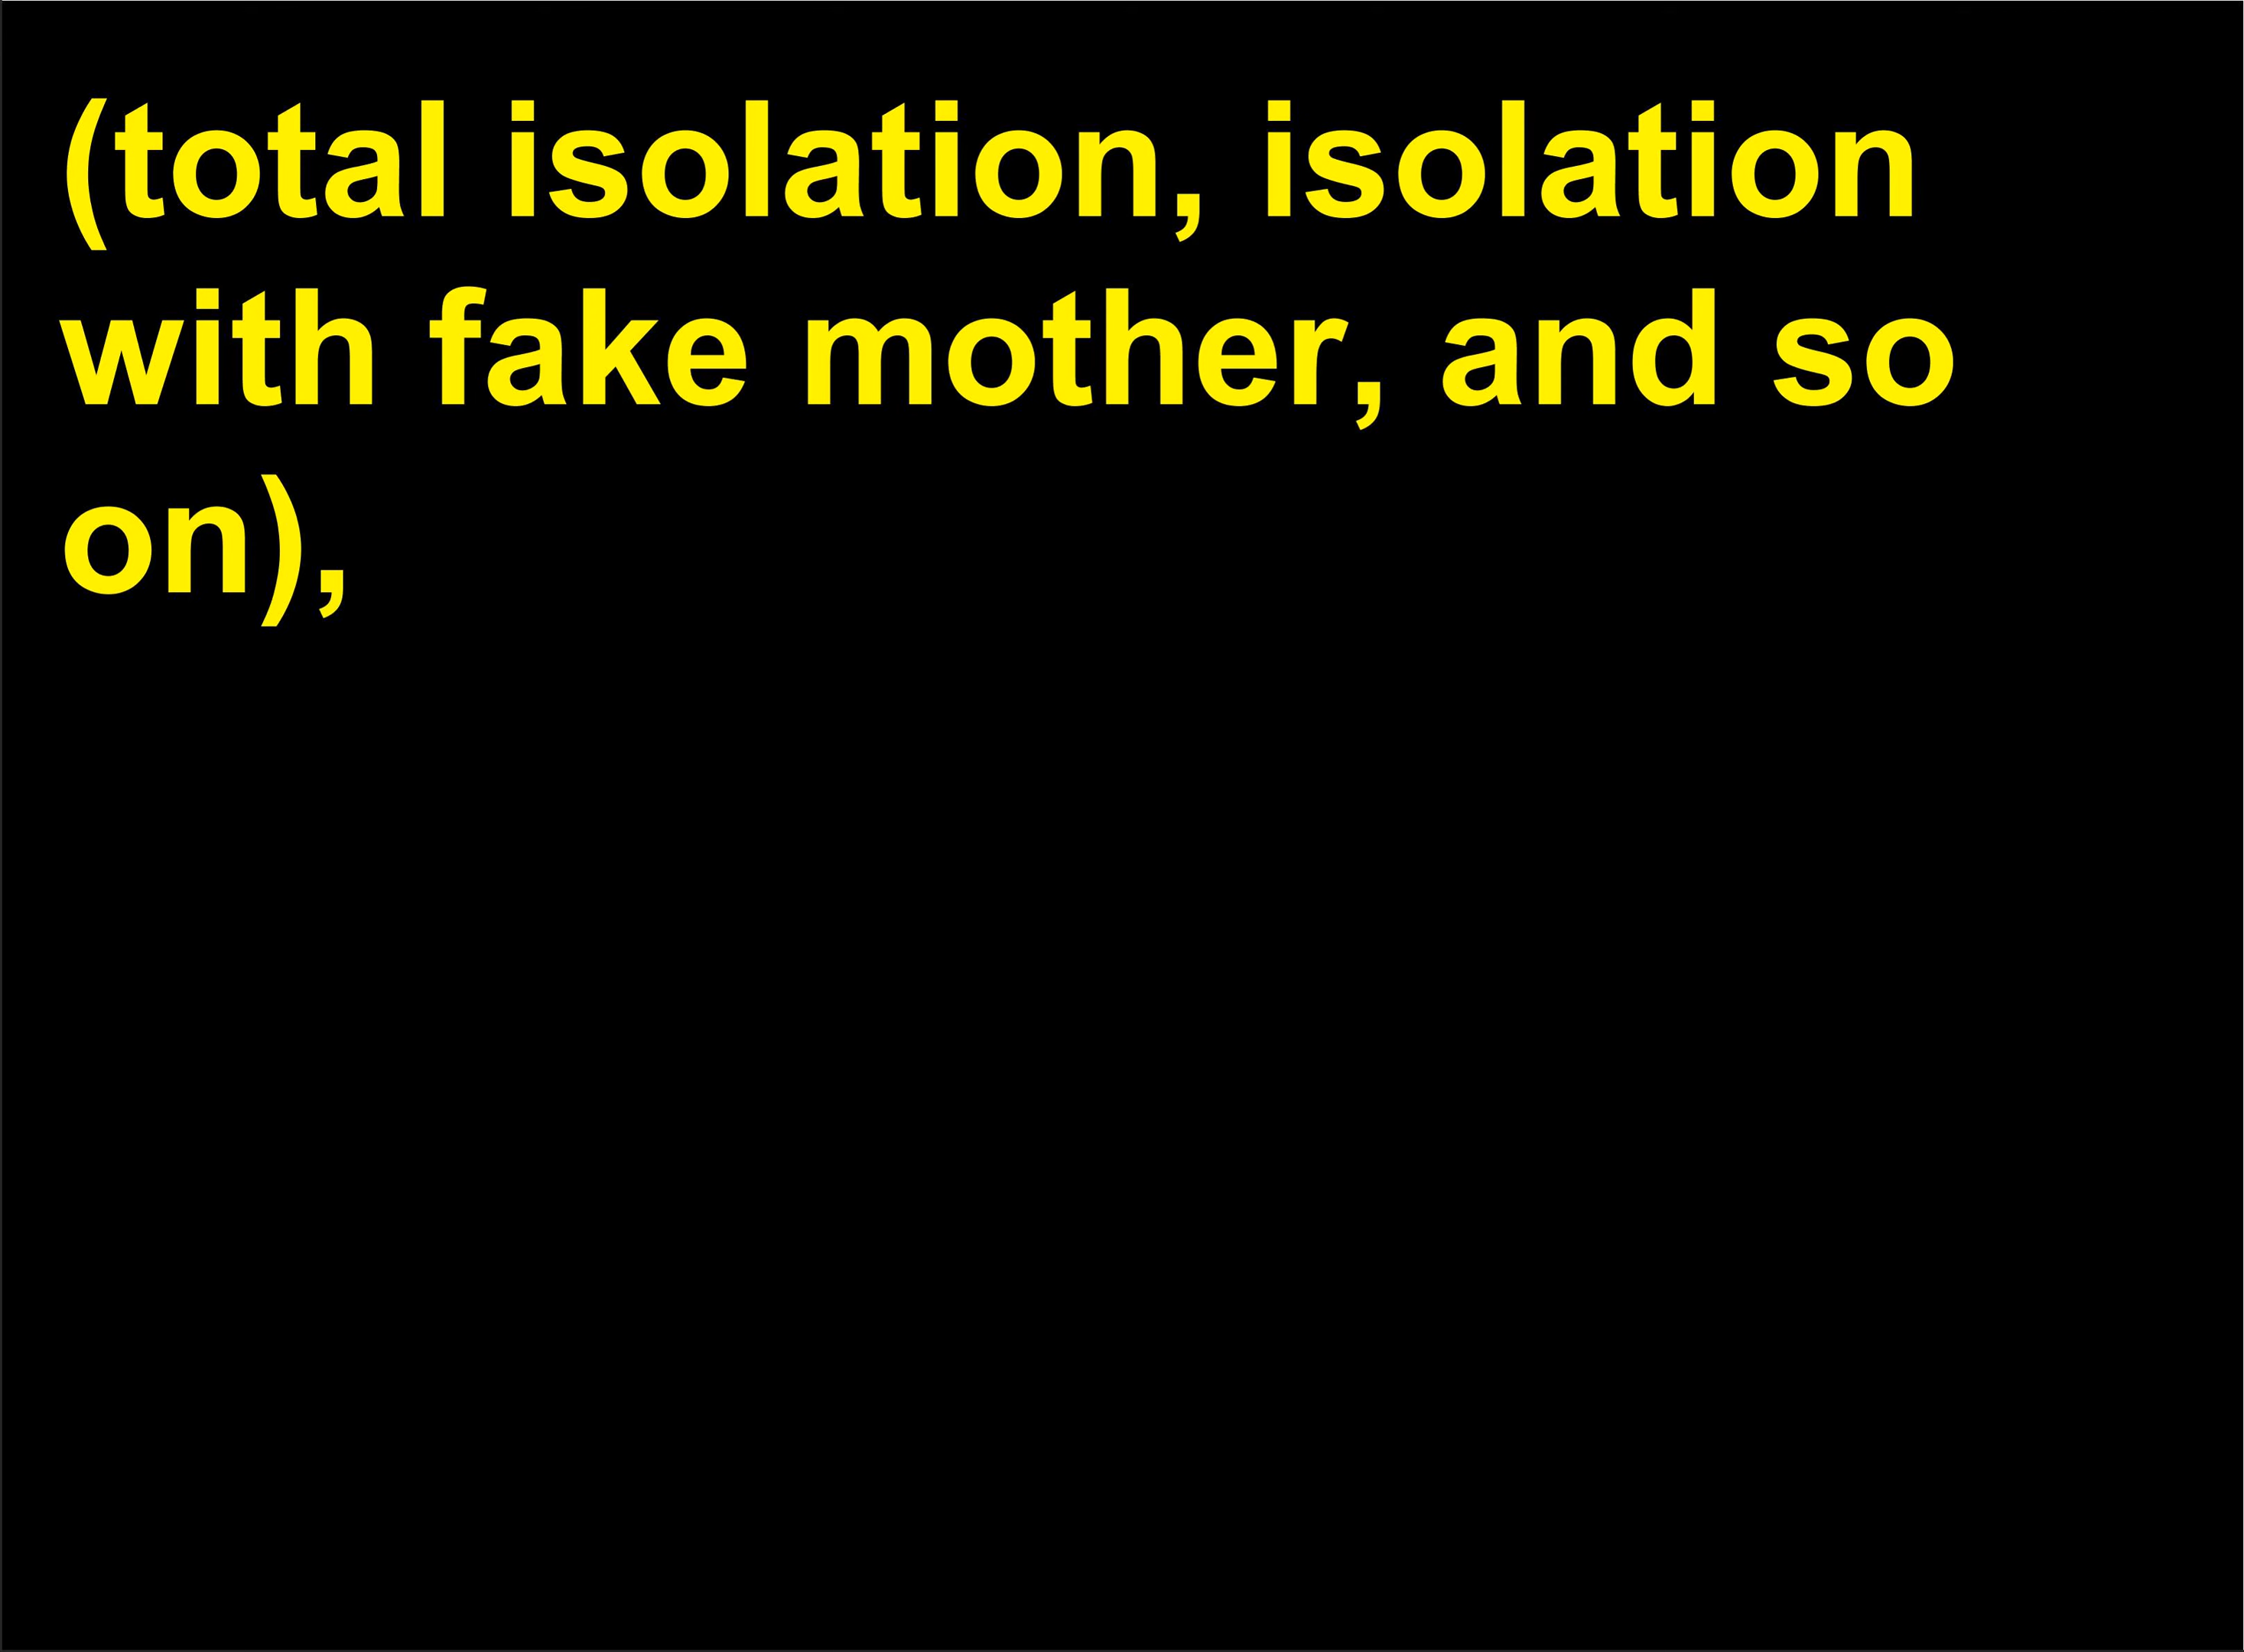 (total isolation, isolation
with fake mother, and so
on),